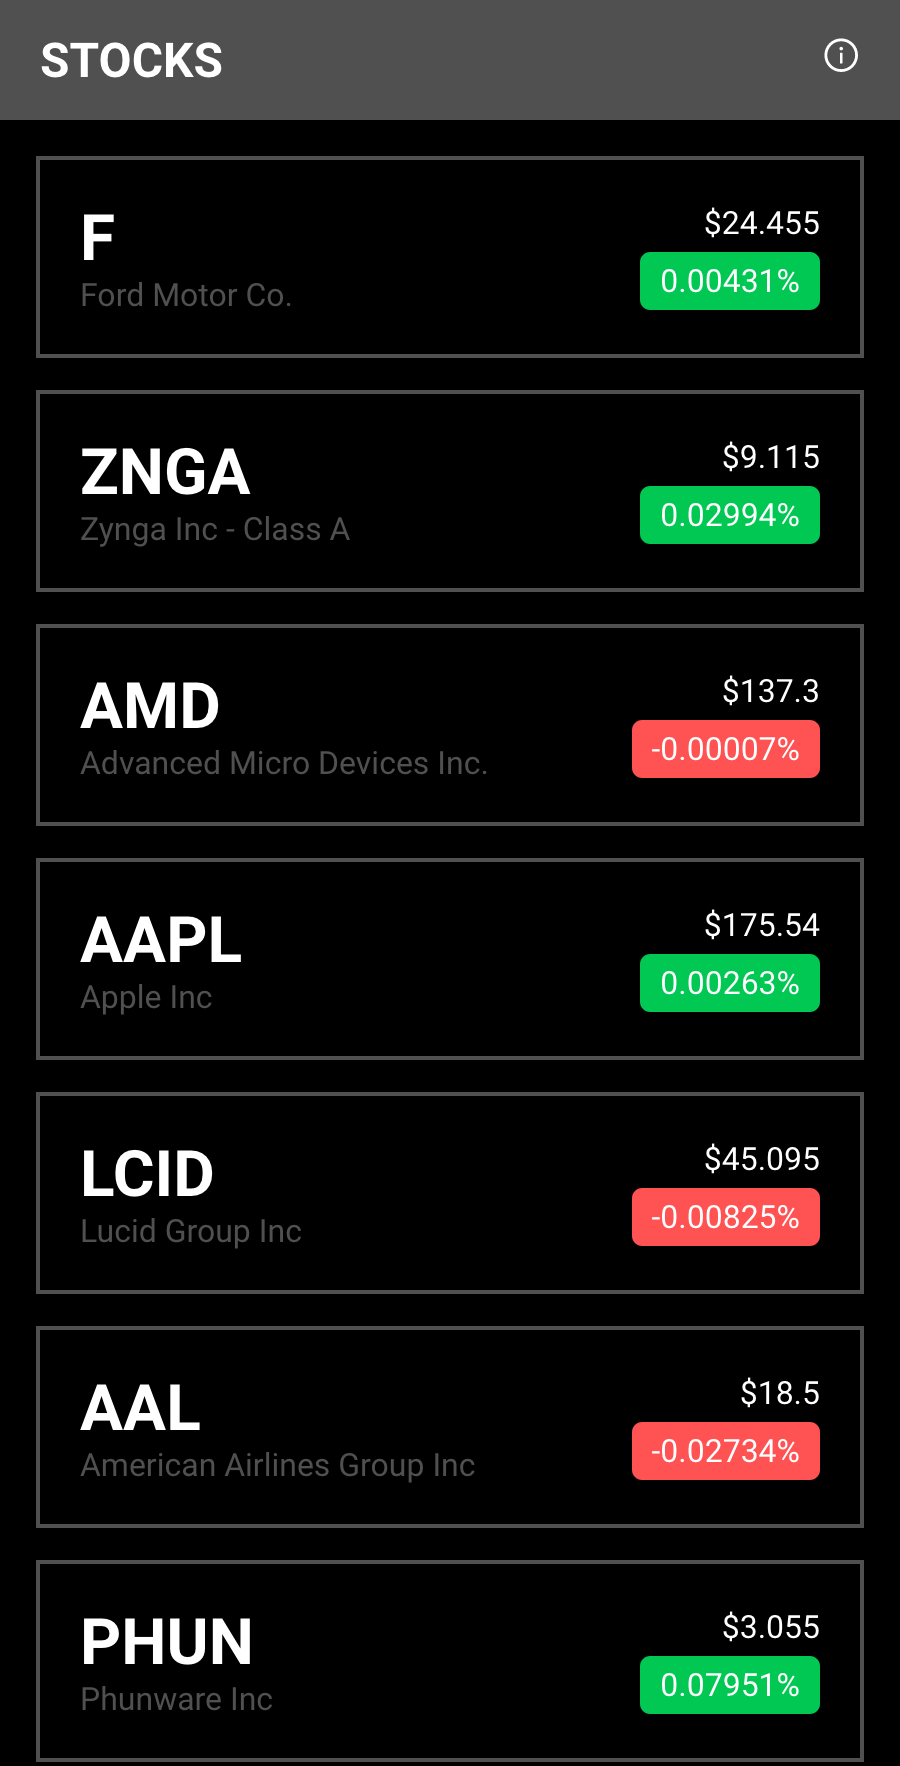 STOCKS
F
$24.455
Ford Motor Co.
0.00431%
ZNGA
$9.115
Zynga Inc - Class A
0.02994%
AMD
$137.3
Advanced Micro Devices Inc.
-0.00007%
AAPL
$175.54
Apple Inc
0.00263%
LCID
$45.095
Lucid Group Inc
-0.00825%
AAL
$18.5
American Airlines Group Inc
-0.02734%
PHUN
$3.055
Phunware Inc
0.07951%